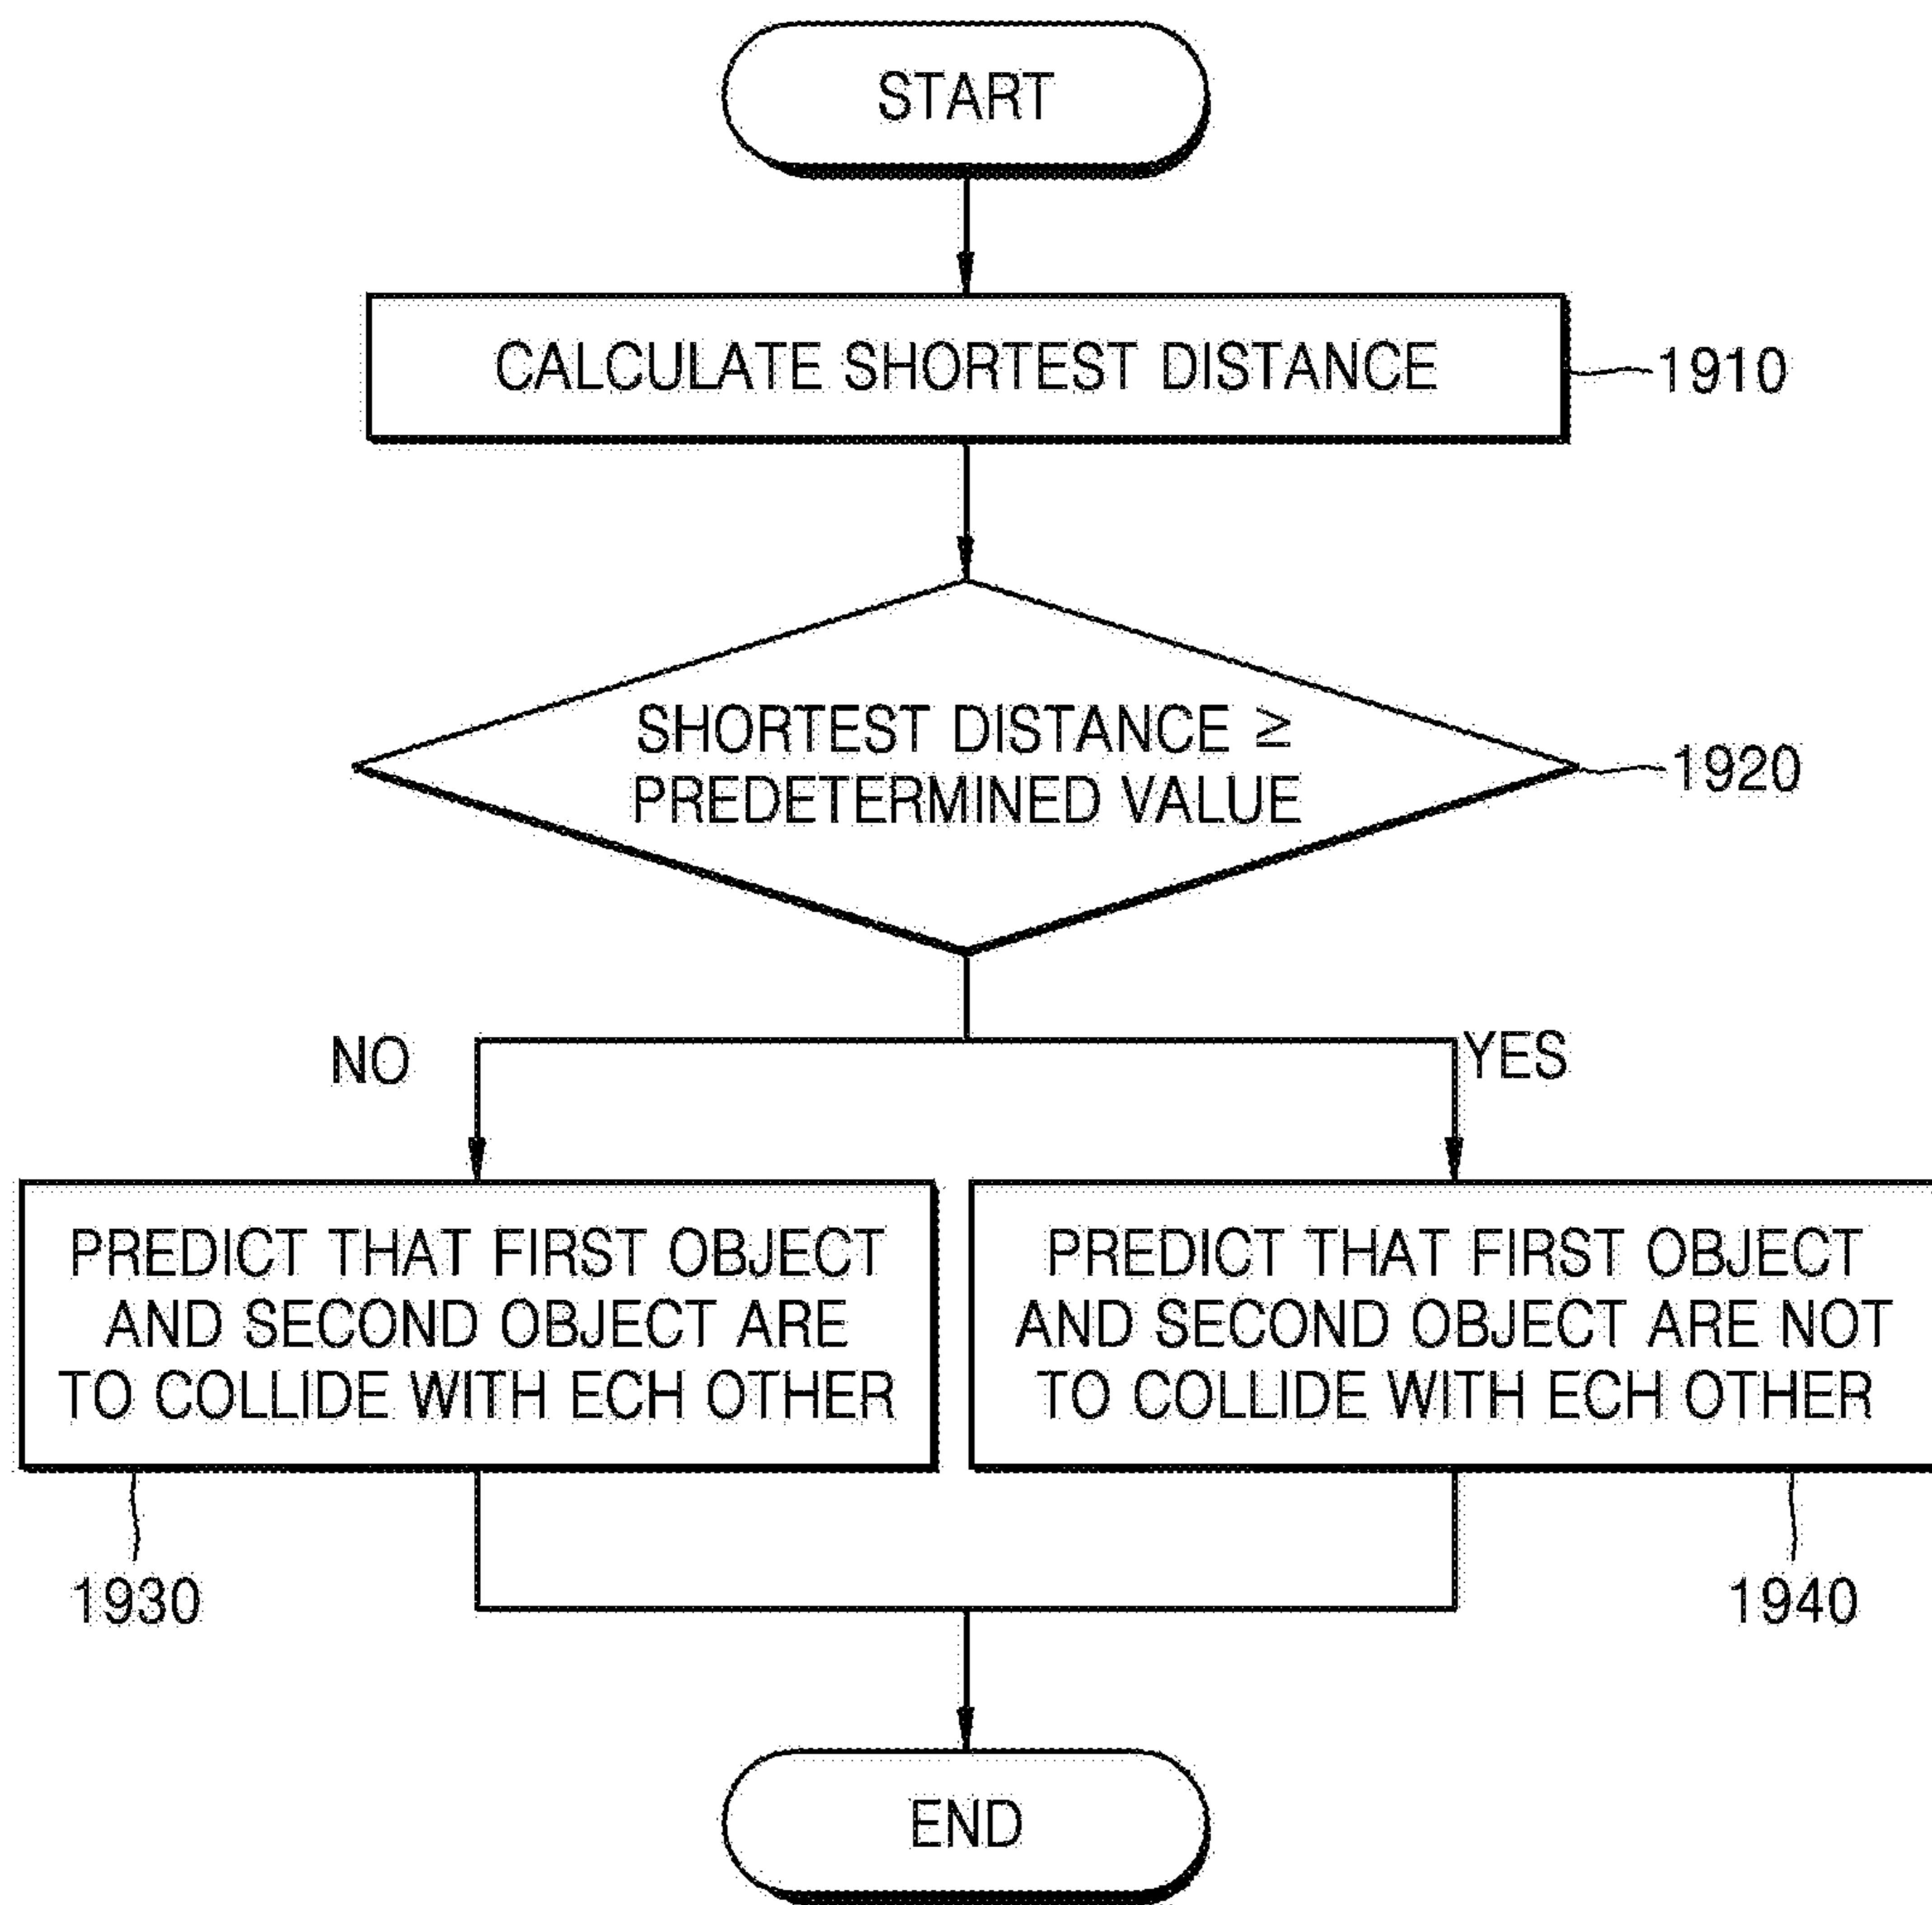 START
CALCULATE SHORTEST DISTANCE
1910
SHORTEST DISTANCE ≥
PREDETERMINED VALUE
1920
NO
YES
PREDICT THAT FIRST OBJECT
AND SECOND OBJECT ARE
TO COLLIDE WITH ECH OTHER
PREDICT THAT FIRST OBJECT
AND SECOND OBJECT ARE NOT
TO COLLIDE WITH ECH OTHER
1930
1940
END